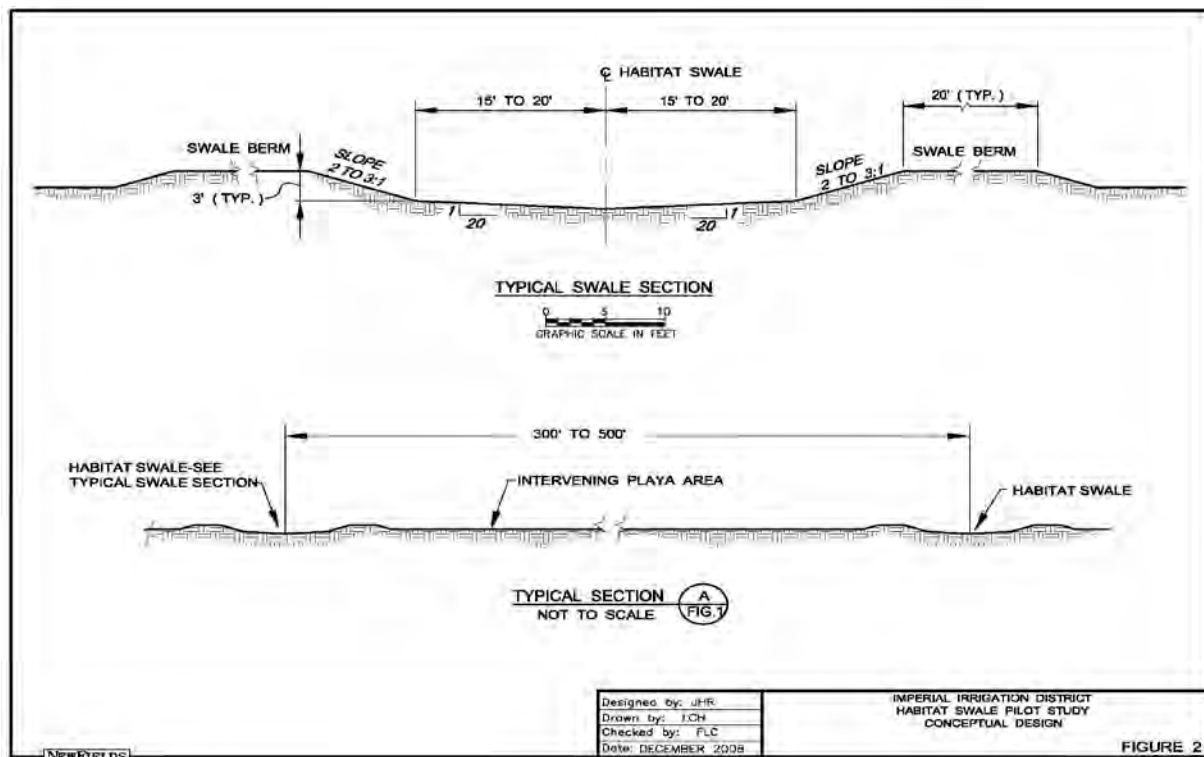 ℄ HABITAT SWALE
15' TO 20'
15' TO 20'
20' (TYP.)
SWALE BERM
SLOPE
2 TO 3:1
SLOPE
2 TO 3:1
SWALE BERM
3' (TYP.)
1
20
1
20
TYPICAL SWALE SECTION
0 5 10
GRAPHIC SCALE IN FEET
300' TO 500'
HABITAT SWALE-SEE
TYPICAL SWALE SECTION
INTERVENING PLAYA AREA
HABITAT SWALE
TYPICAL SECTION
NOT TO SCALE
A
FIG.1
Designed by: JHR
Drawn by:
Checked by: FLC
Date: DECEMBER 2008
IMPERIAL IRRIGATION DISTRICT
HABITAT SWALE PILOT STUDY
CONCEPTUAL DESIGN
FIGURE 2
NEWFIELDS